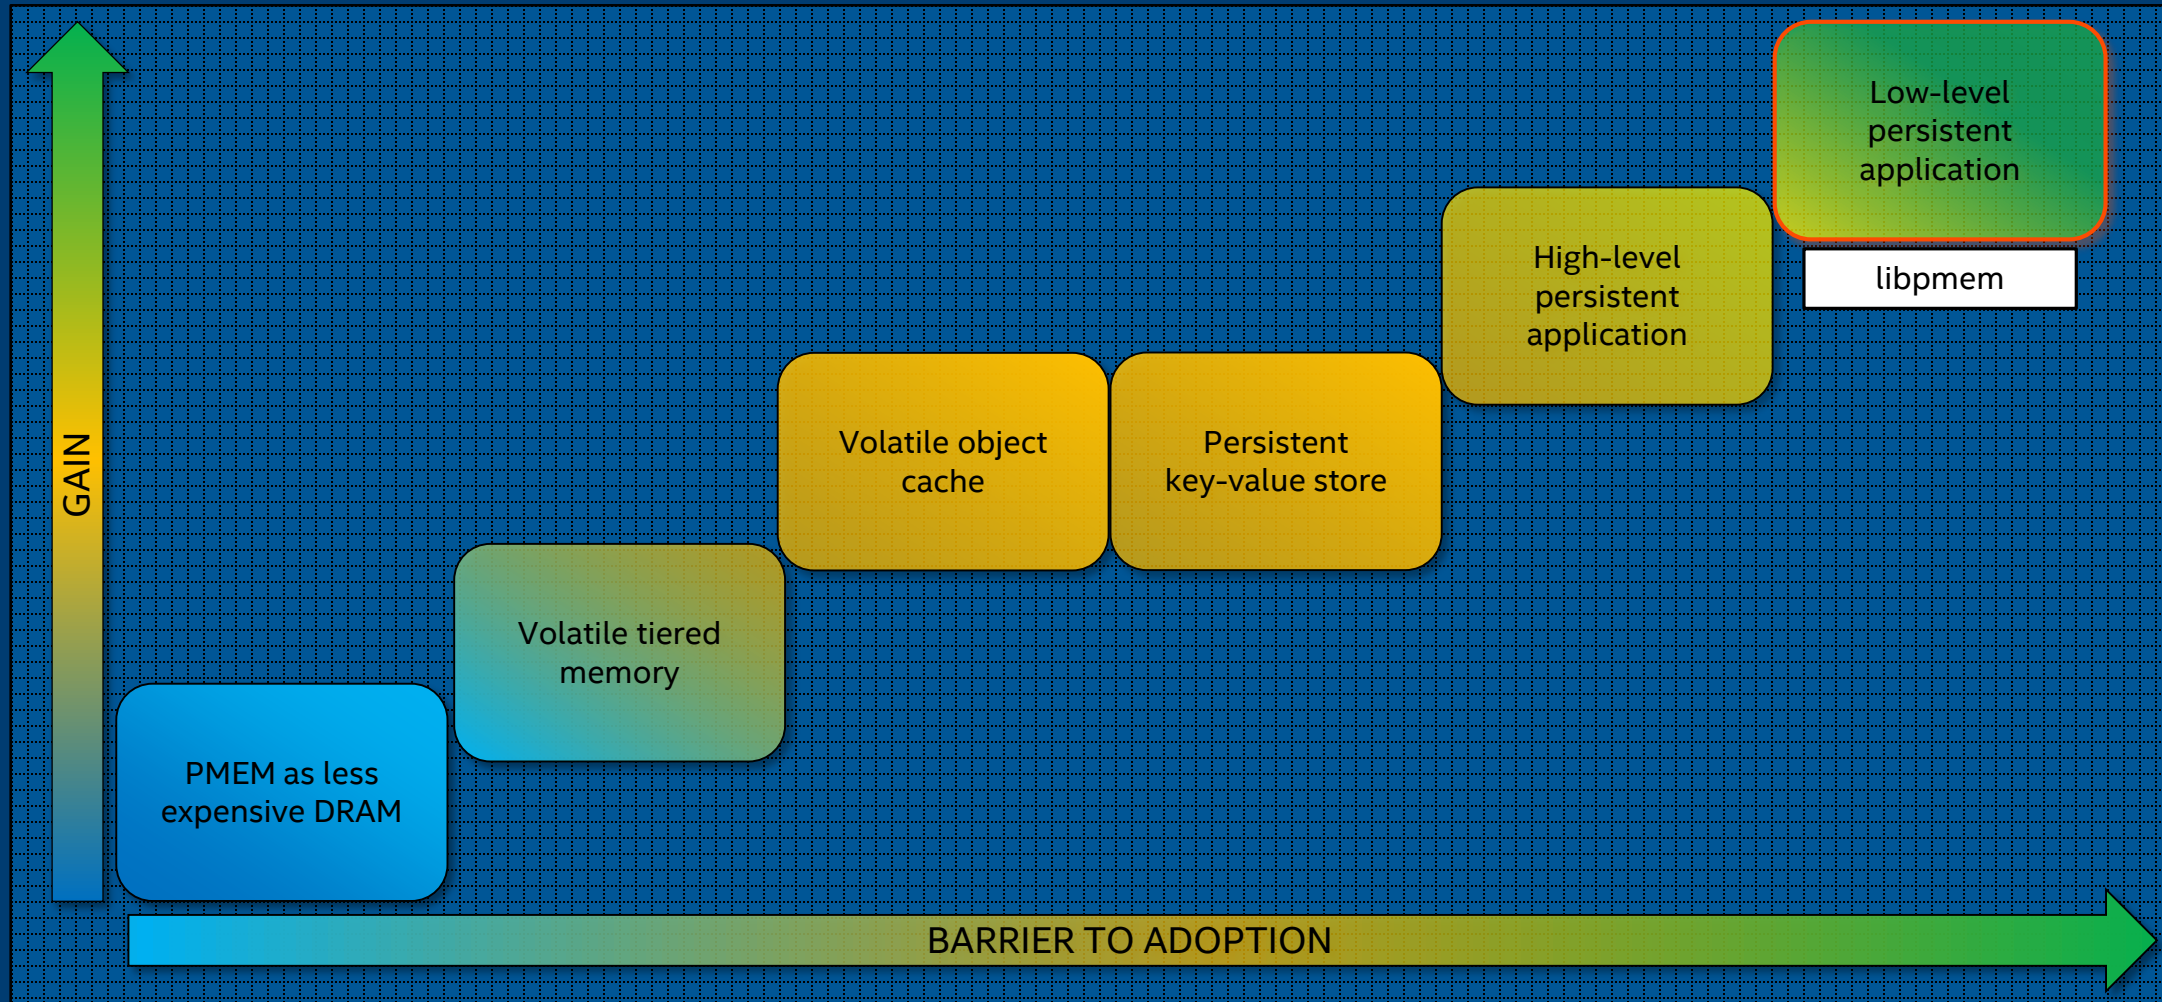 Low-level
persistent
application
libpmem
High-level
persistent
application
Volatile object
cache
Persistent
key-value store
Volatile tiered
memory
PMEM as less
expensive DRAM
GAIN
BARRIER TO ADOPTION